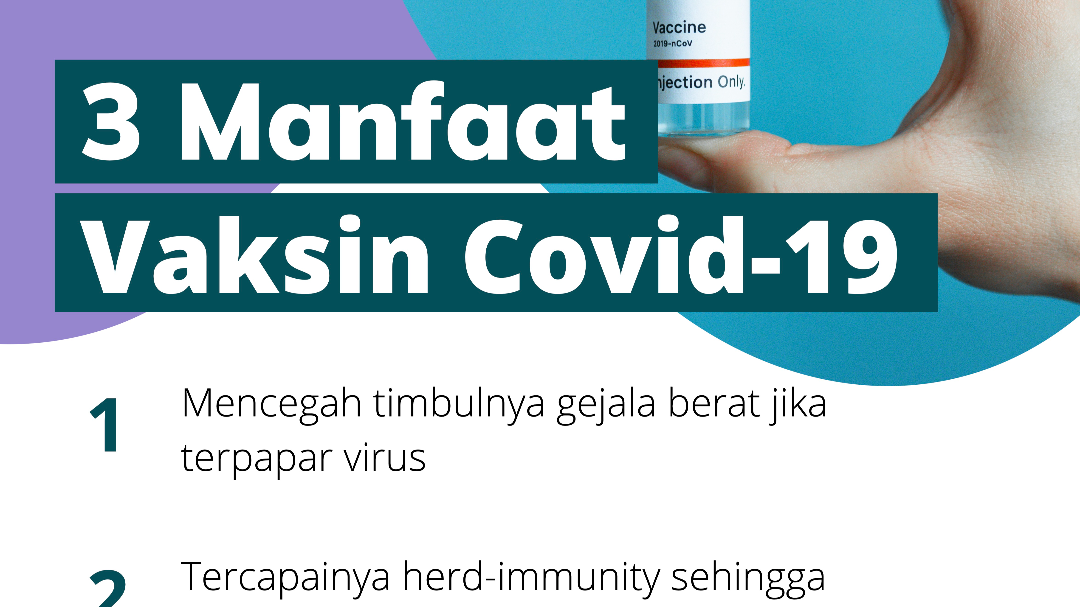 Vaccine
2019-nCoV
njection Only.
3 Manfaat
Vaksin Covid-19
1 Mencegah timbulnya gejala berat jika
terpapar virus
2 Tercapainya herd-immunity sehingga